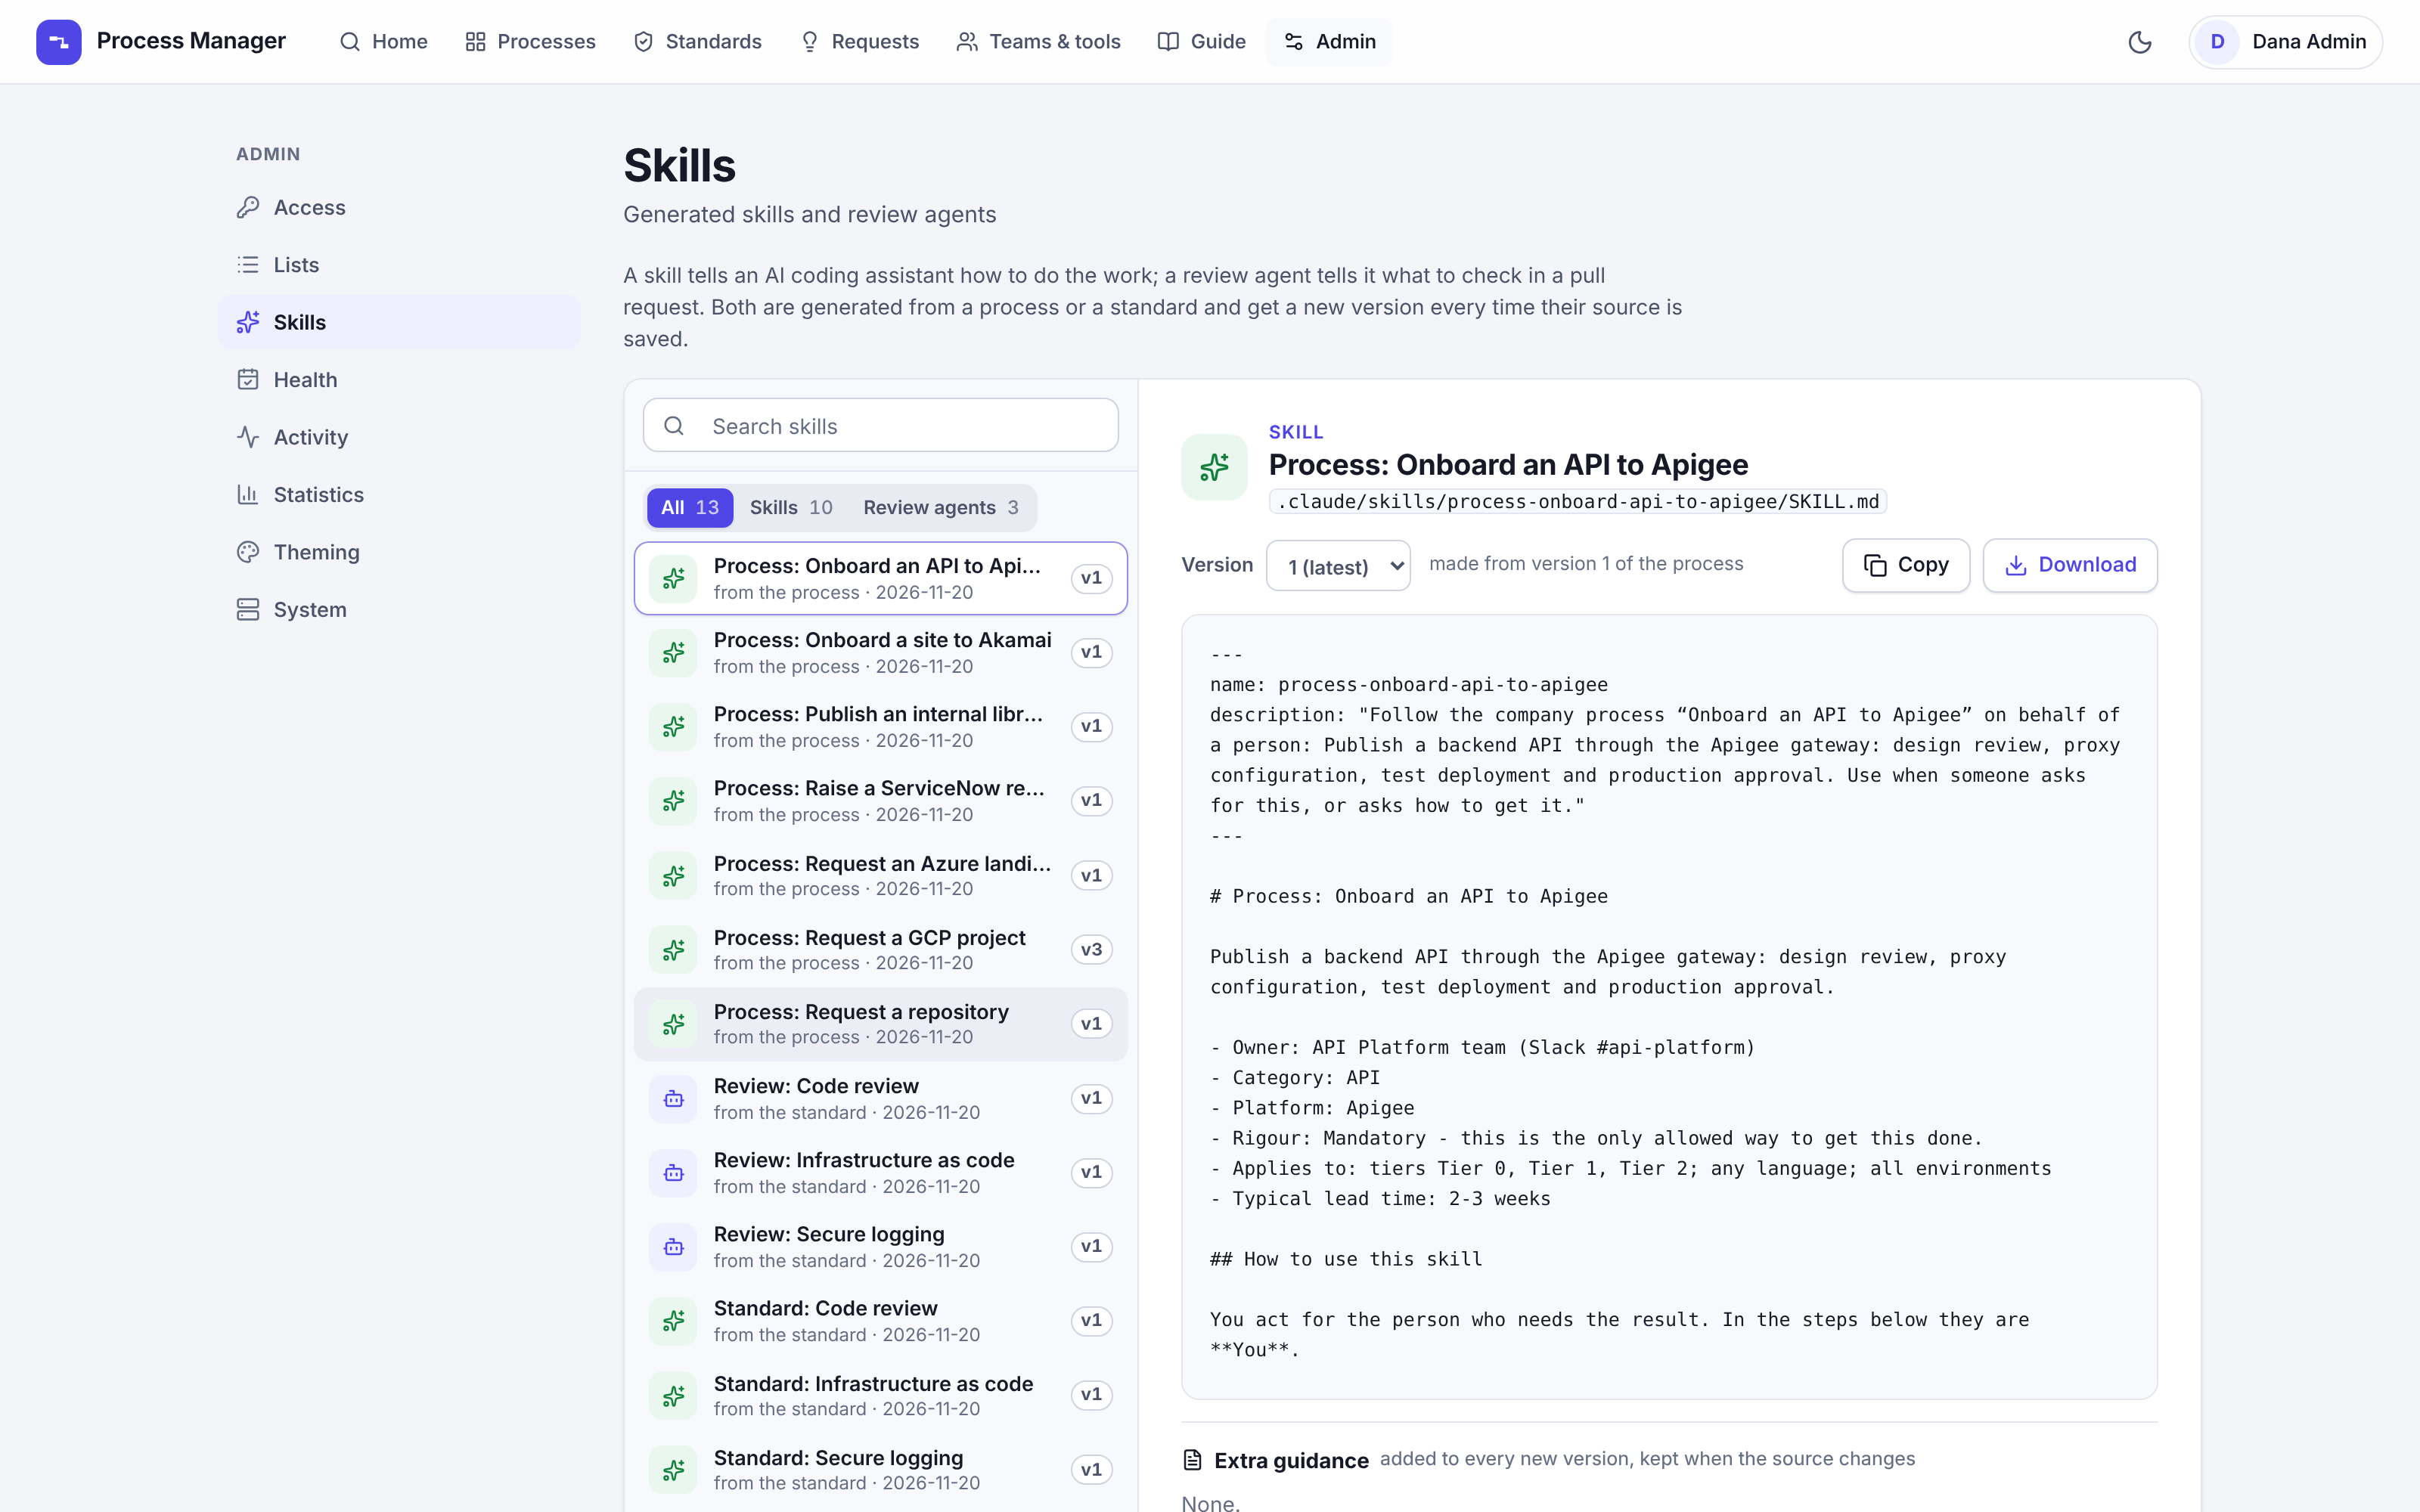 Process Manager
Home
Processes
Standards
Requests
Teams & tools
Guide
Admin
D
Dana Admin
ADMIN
Access
Lists
Skills
Health
Activity
Statistics
Theming
System
Skills
Generated skills and review agents
A skill tells an AI coding assistant how to do the work; a review agent tells it what to check in a pull
request. Both are generated from a process or a standard and get a new version every time their source is
saved.
Search skills
All 13
Skills 10
Review agents 3
Process: Onboard an API to Api...
from the process · 2026-11-20
v1
Process: Onboard a site to Akamai
from the process · 2026-11-20
v1
Process: Publish an internal libr...
from the process · 2026-11-20
v1
Process: Raise a ServiceNow re...
from the process · 2026-11-20
v1
Process: Request an Azure landi...
from the process · 2026-11-20
v1
Process: Request a GCP project
from the process · 2026-11-20
v3
Process: Request a repository
from the process · 2026-11-20
v1
Review: Code review
from the standard · 2026-11-20
v1
Review: Infrastructure as code
from the standard · 2026-11-20
v1
Review: Secure logging
from the standard · 2026-11-20
v1
Standard: Code review
from the standard · 2026-11-20
v1
Standard: Infrastructure as code
from the standard · 2026-11-20
v1
Standard: Secure logging
from the standard · 2026-11-20
v1
SKILL
Process: Onboard an API to Apigee
.claude/skills/process-onboard-api-to-apigee/SKILL.md
Version
1 (latest)
made from version 1 of the process
Copy
Download
---
name: process-onboard-api-to-apigee
description: "Follow the company process “Onboard an API to Apigee” on behalf of
a person: Publish a backend API through the Apigee gateway: design review, proxy
configuration, test deployment and production approval. Use when someone asks
for this, or asks how to get it."
---
# Process: Onboard an API to Apigee
Publish a backend API through the Apigee gateway: design review, proxy
configuration, test deployment and production approval.
- Owner: API Platform team (Slack #api-platform)
- Category: API
- Platform: Apigee
- Rigour: Mandatory - this is the only allowed way to get this done.
- Applies to: tiers Tier 0, Tier 1, Tier 2; any language; all environments
- Typical lead time: 2-3 weeks
## How to use this skill
You act for the person who needs the result. In the steps below they are
**You**.
Extra guidance added to every new version, kept when the source changes
None.